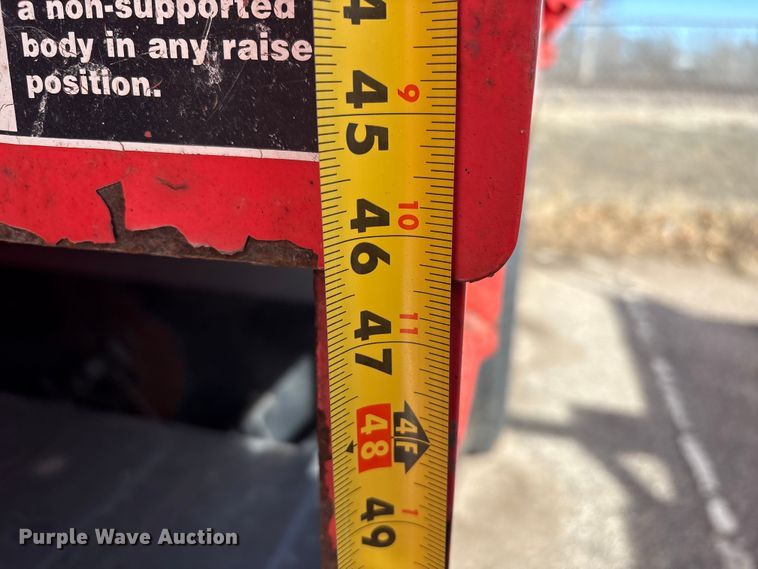 a non-supported
body in any raise
position.
44
45
9
46
10
47
11
48
4F
49
1
Purple Wave Auction